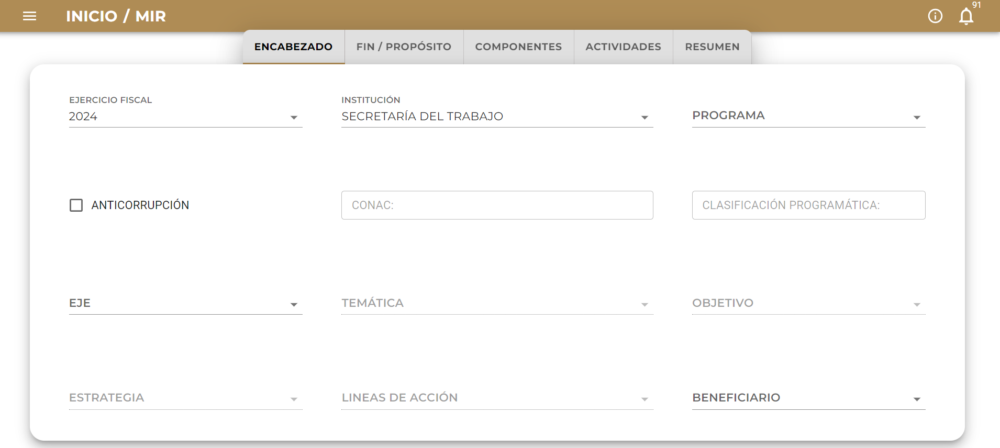 INICIO / MIR
91
ENCABEZADO
FIN / PROPÓSITO
COMPONENTES
ACTIVIDADES
RESUMEN
EJERCICIO FISCAL
2024
INSTITUCIÓN
SECRETARÍA DEL TRABAJO
PROGRAMA
ANTICORRUPCIÓN
CONAC:
CLASIFICACIÓN PROGRAMÁTICA:
EJE
TEMÁTICA
OBJETIVO
ESTRATEGIA
LINEAS DE ACCIÓN
BENEFICIARIO